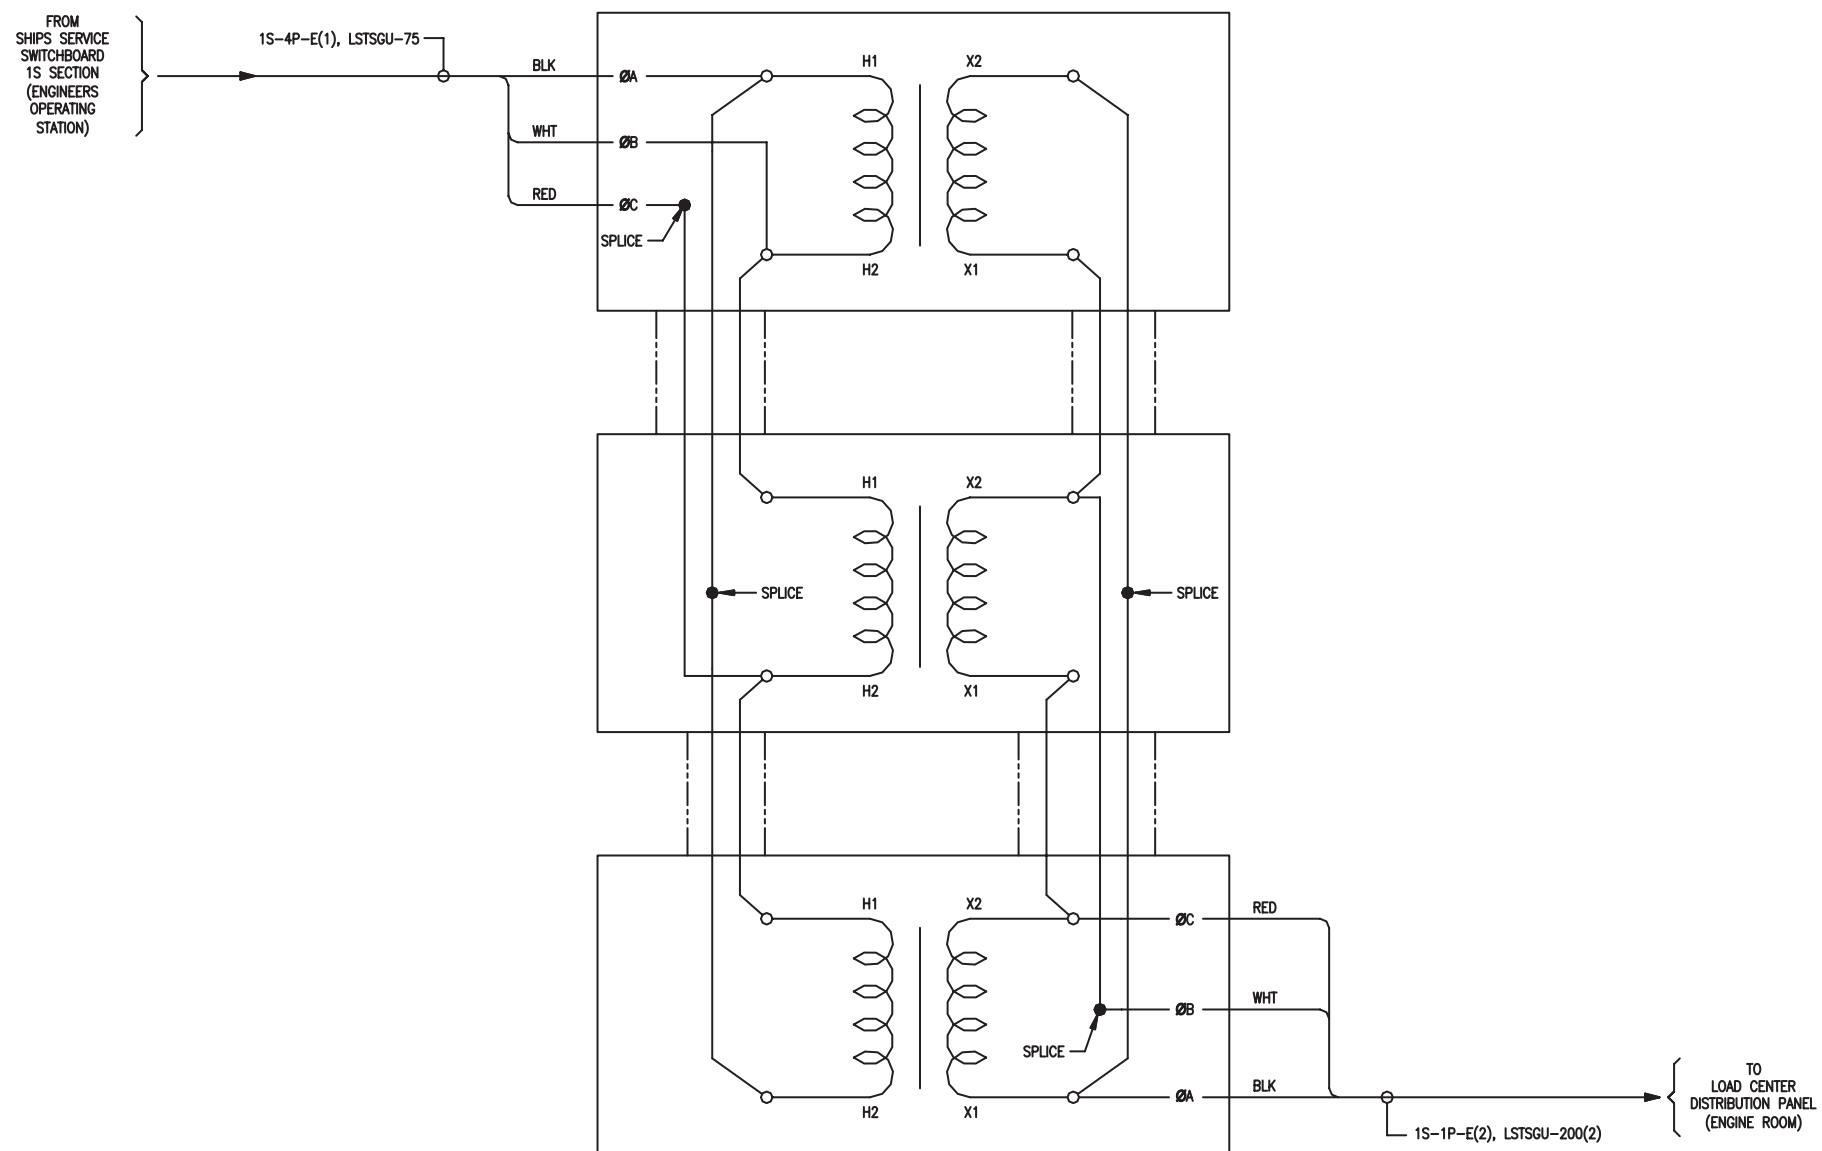 FROM
SHIPS SERVICE
SWITCHBOARD
1S SECTION
(ENGINEERS
OPERATING
STATION)
1S-4P-E(1), LSTSGU-75
BLK
ØA
WHT
ØB
RED
ØC
SPLICE
H1
X2
H2
X1
H1
X2
SPLICE
SPLICE
H2
X1
H1
X2
ØC
RED
ØB
WHT
SPLICE
ØA
BLK
H2
X1
1S-1P-E(2), LSTSGU-200(2)
TO
LOAD CENTER
DISTRIBUTION PANEL
(ENGINE ROOM)